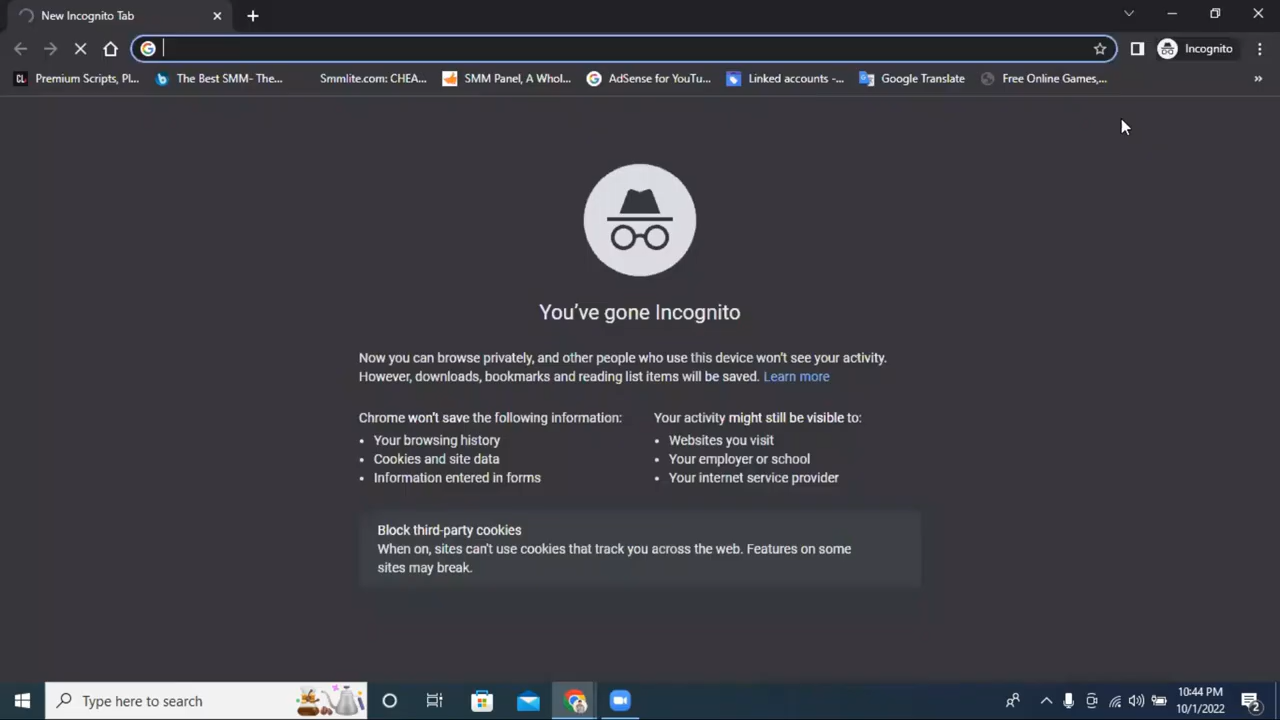 New Incognito Tab
Incognito
Premium Scripts, Pl...
The Best SMM- The...
Smmlite.com: CHEA...
SMM Panel, A Whol...
AdSense for YouTu...
Linked accounts -...
Google Translate
Free Online Games,...
You've gone Incognito
Now you can browse privately, and other people who use this device won't see your activity.
However, downloads, bookmarks and reading list items will be saved. Learn more
Chrome won't save the following information:
Your browsing history
Cookies and site data
Information entered in forms
Your activity might still be visible to:
Websites you visit
Your employer or school
Your internet service provider
Block third-party cookies
When on, sites can't use cookies that track you across the web. Features on some
sites may break.
Type here to search
10:44 PM
10/1/2022
2